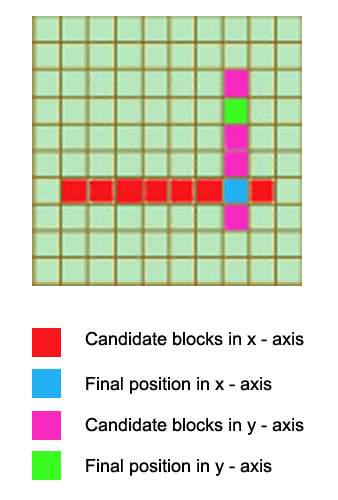 Candidate blocks in x - axis
Final position in x - axis
Candidate blocks in y - axis
Final position in y - axis